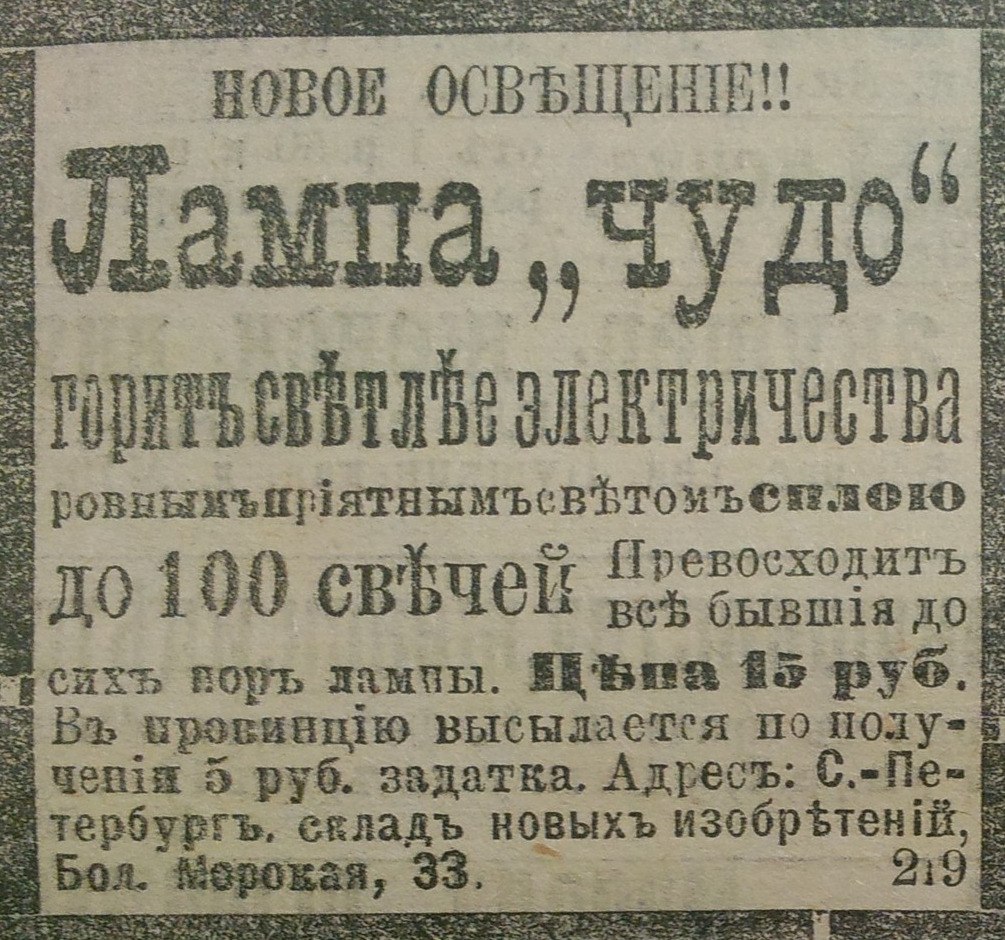 НОВОЕ ОСВѢЩЕНІЕ!!
Лампа „чудо“
горитъ свѣтлѣе электричества
ровнымъ пріятнымъ свѣтомъ силою
до 100 свѣчей Превосходитъ
всѣ бывшія до
сихъ поръ лампы. Цѣна 15 руб.
Въ провинцію высылается по полу-
ченіи 5 руб. задатка. Адресъ: С.-Пе-
тербургъ. складъ новыхъ изобрѣтеній,
Бол. Морокая, 33. 219